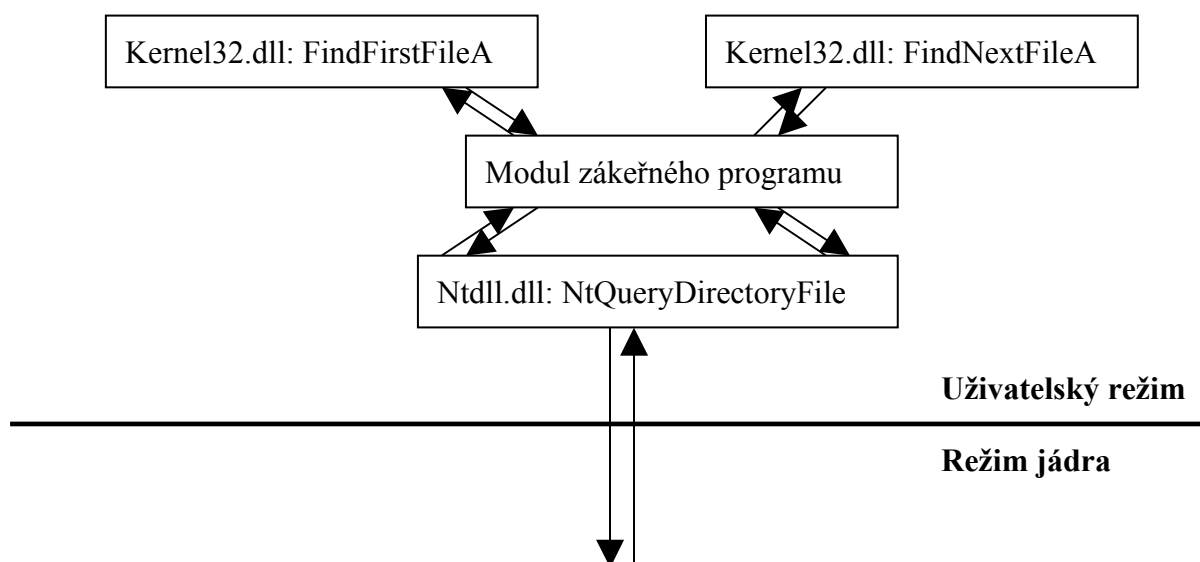 Kernel32.dll: FindFirstFileA
Kernel32.dll: FindNextFileA
Modul zákeřného programu
Ntdll.dll: NtQueryDirectoryFile
Uživatelský režim
Režim jádra